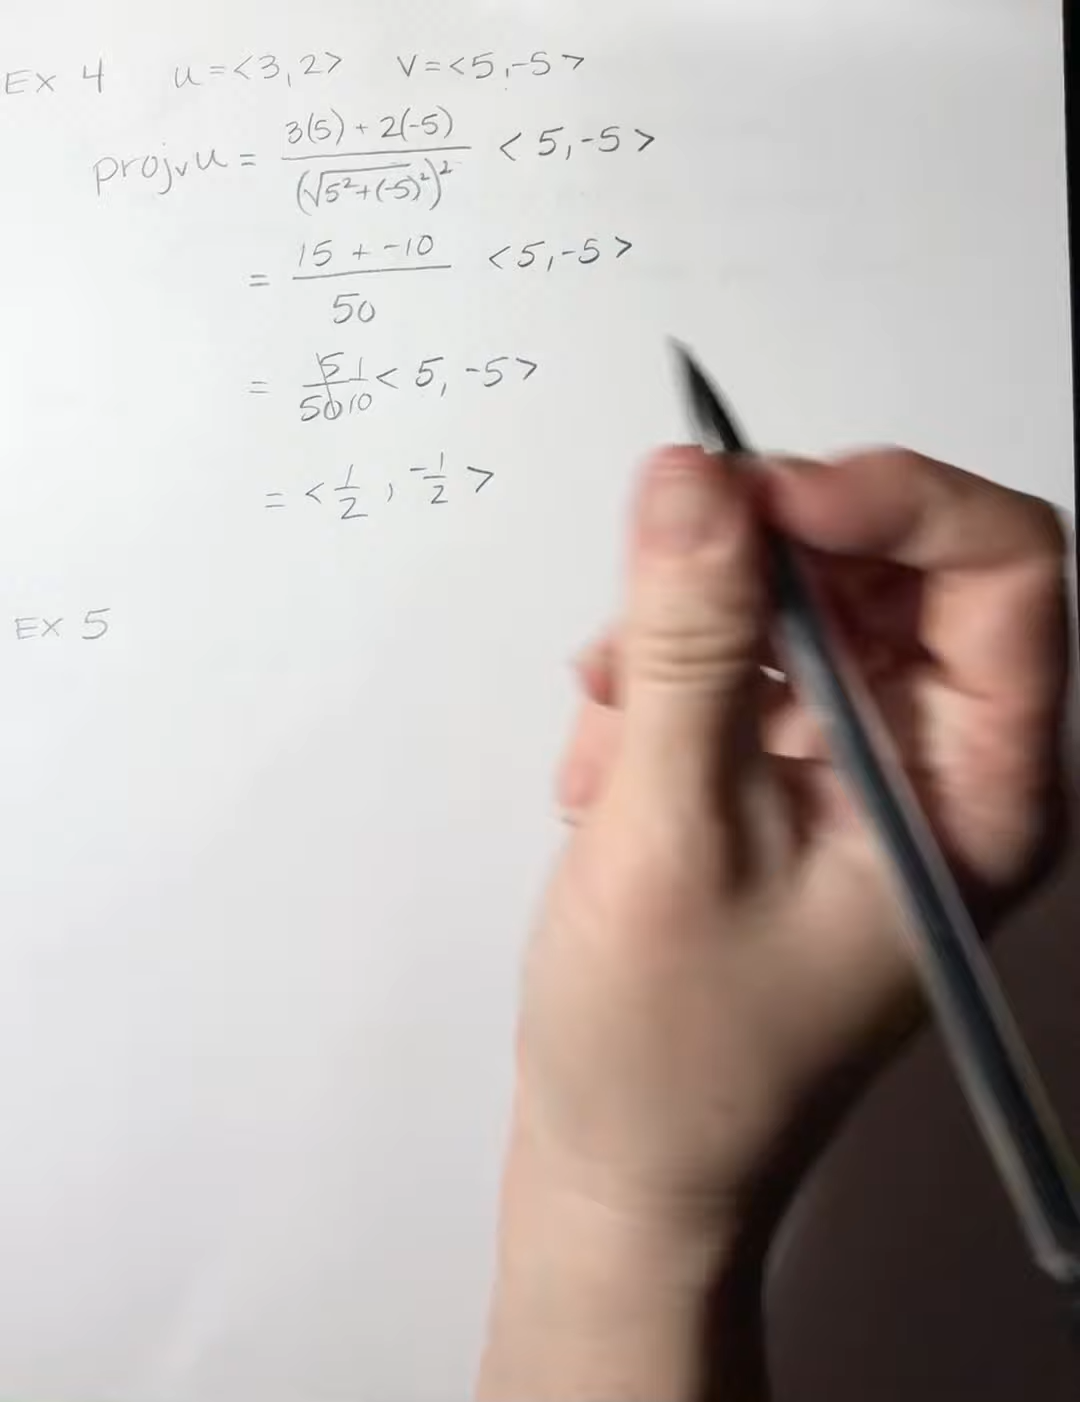 Ex 4 u=<3,2> v=<5,-5>
projᵥu = 3(5) + 2(-5) / (√5²+(-5)²)² <5,-5>
= 15 + -10 / 50 <5,-5>
= 5 1 / 50 10 <5,-5>
= <1/2, -1/2>
Ex 5